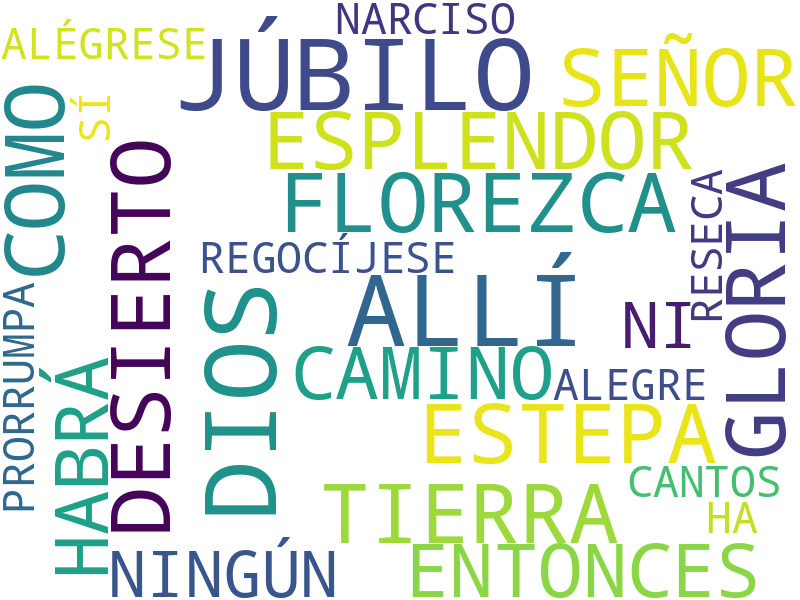 NARCISO
ALÉGRESE
JÚBILO
SEÑOR
SÍ
COMO
ESPLENDOR
DESIERTO
FLOREZCA
GLORIA
RESECA
REGOCÍJESE
ALLÍ
DIOS
PRORRUMPA
NI
CAMINO
HABRÁ
ALEGRE
ESTEPA
CANTOS
TIERRA
HA
NINGÚN
ENTONCES